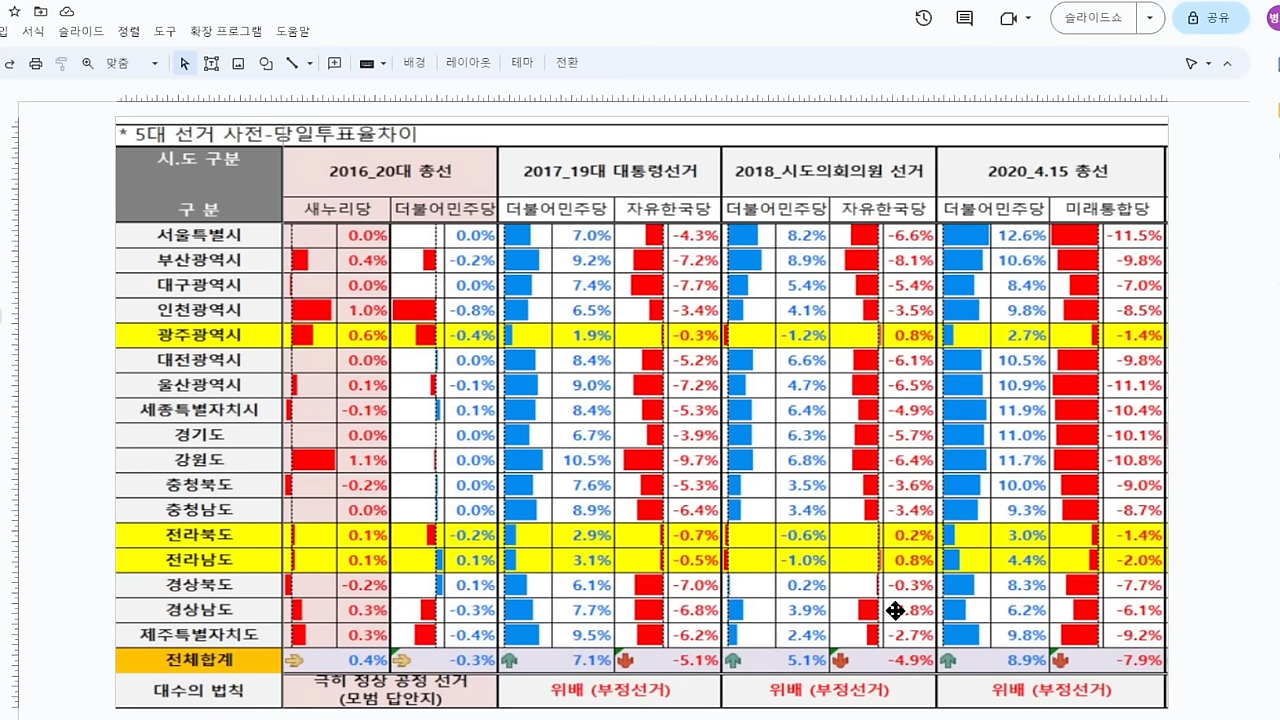 입 서식 슬라이드 정렬 도구 확장 프로그램 도움말
슬라이드쇼 공유 병
맞춤 배경 레이아웃 테마 전환
* 5대 선거 사전-당일투표율차이
시.도 구분 2016_20대 총선 2017_19대 대통령선거 2018_시도의회의원 선거 2020_4.15 총선
구 분 새누리당 더불어민주당 더불어민주당 자유한국당 더불어민주당 자유한국당 더불어민주당 미래통합당
서울특별시 0.0% 0.0% 7.0% -4.3% 8.2% -6.6% 12.6% -11.5%
부산광역시 0.4% -0.2% 9.2% -7.2% 8.9% -8.1% 10.6% -9.8%
대구광역시 0.0% 0.0% 7.4% -7.7% 5.4% -5.4% 8.4% -7.0%
인천광역시 1.0% -0.8% 6.5% -3.4% 4.1% -3.5% 9.8% -8.5%
광주광역시 0.6% -0.4% 1.9% -0.3% -1.2% 0.8% 2.7% -1.4%
대전광역시 0.0% 0.0% 8.4% -5.2% 6.6% -6.1% 10.5% -9.8%
울산광역시 0.1% -0.1% 9.0% -7.2% 4.7% -6.5% 10.9% -11.1%
세종특별자치시 -0.1% 0.1% 8.4% -5.3% 6.4% -4.9% 11.9% -10.4%
경기도 0.0% 0.0% 6.7% -3.9% 6.3% -5.7% 11.0% -10.1%
강원도 1.1% 0.0% 10.5% -9.7% 6.8% -6.4% 11.7% -10.8%
충청북도 -0.2% 0.0% 7.6% -5.3% 3.5% -3.6% 10.0% -9.0%
충청남도 0.0% 0.0% 8.9% -6.4% 3.4% -3.4% 9.3% -8.7%
전라북도 0.1% -0.2% 2.9% -0.7% -0.6% 0.2% 3.0% -1.4%
전라남도 0.1% 0.1% 3.1% -0.5% -1.0% 0.8% 4.4% -2.0%
경상북도 -0.2% 0.1% 6.1% -7.0% 0.2% -0.3% 8.3% -7.7%
경상남도 0.3% -0.3% 7.7% -6.8% 3.9% .8% 6.2% -6.1%
제주특별자치도 0.3% -0.4% 9.5% -6.2% 2.4% -2.7% 9.8% -9.2%
전체합계 0.4% -0.3% 7.1% -5.1% 5.1% -4.9% 8.9% -7.9%
대수의 법칙 극히 정상 공정 선거 위배 (부정선거) 위배 (부정선거) 위배 (부정선거)
(모범 답안지)